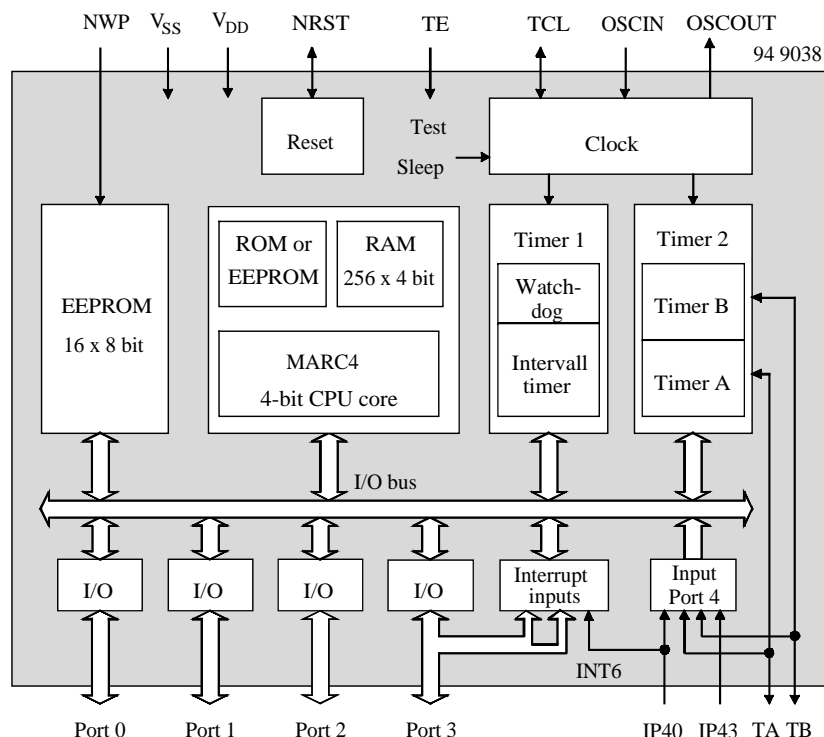 NWP
VSS
VDD
NRST
TE
TCL
OSCIN
OSCOUT
94 9038
Reset
Test
Sleep
Clock
EEPROM
16 x 8 bit
ROM or
EEPROM
RAM
256 x 4 bit
MARC4
4-bit CPU core
Timer 1
Watch-
dog
Intervall
timer
Timer 2
Timer B
Timer A
I/O bus
I/O
I/O
I/O
I/O
Interrupt
inputs
Input
Port 4
INT6
Port 0
Port 1
Port 2
Port 3
IP40
IP43
TA
TB